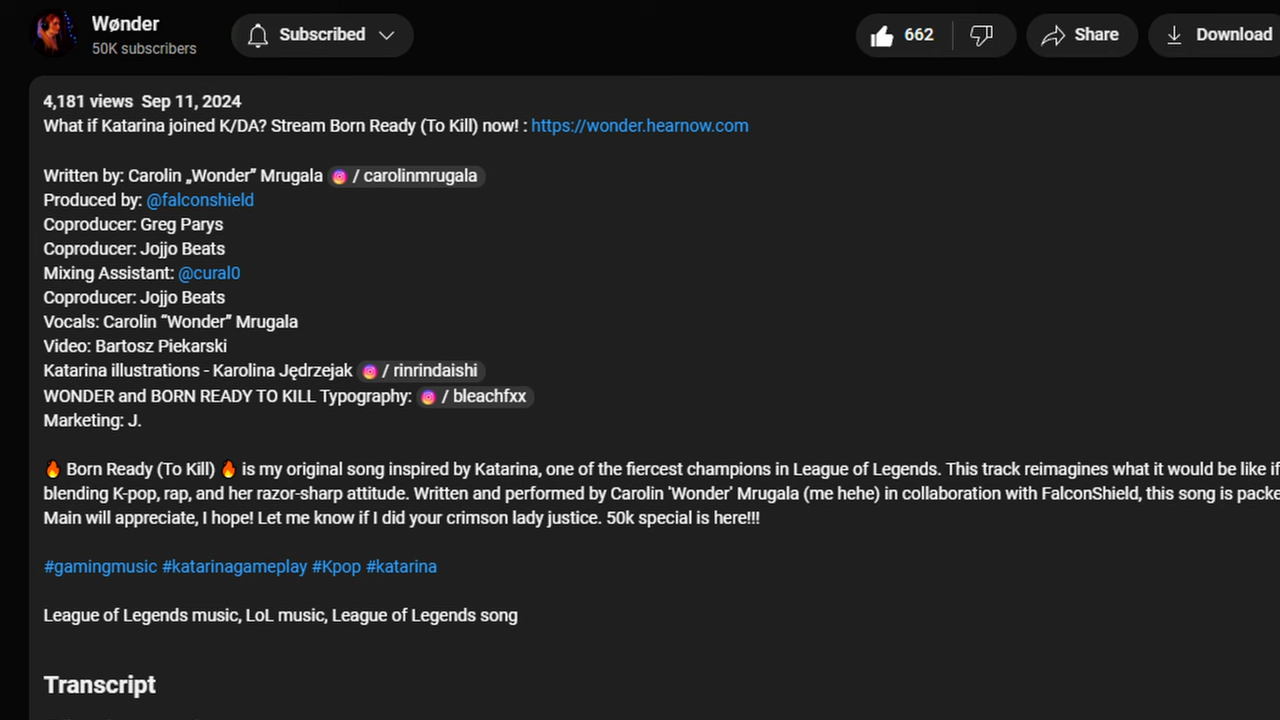 Wønder
50K subscribers
Subscribed
662
Share
Download
4,181 views Sep 11, 2024
What if Katarina joined K/DA? Stream Born Ready (To Kill) now! : https://wonder.hearnow.com
Written by: Carolin „Wonder” Mrugala / carolinmrugala
Produced by: @falconshield
Coproducer: Greg Parys
Coproducer: Jojjo Beats
Mixing Assistant: @cural0
Coproducer: Jojjo Beats
Vocals: Carolin “Wonder” Mrugala
Video: Bartosz Piekarski
Katarina illustrations - Karolina Jędrzejak / rinrindaishi
WONDER and BORN READY TO KILL Typography: / bleachfxx
Marketing: J.
🔥 Born Ready (To Kill) 🔥 is my original song inspired by Katarina, one of the fiercest champions in League of Legends. This track reimagines what it would be like if
blending K-pop, rap, and her razor-sharp attitude. Written and performed by Carolin 'Wonder' Mrugala (me hehe) in collaboration with FalconShield, this song is packe
Main will appreciate, I hope! Let me know if I did your crimson lady justice. 50k special is here!!!
#gamingmusic #katarinagameplay #Kpop #katarina
League of Legends music, LoL music, League of Legends song
Transcript